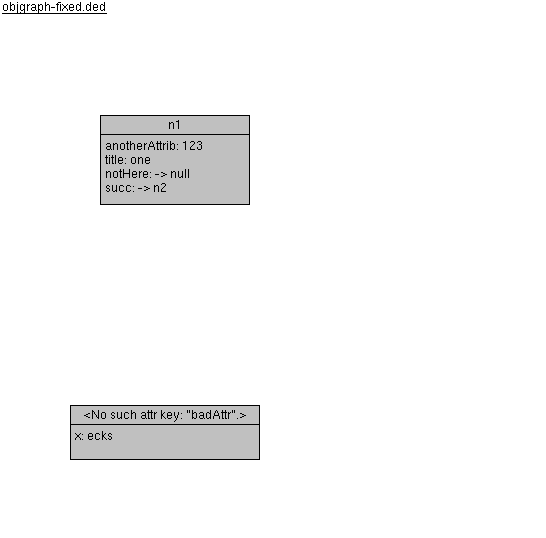 objgraph-fixed.ded
n1
anotherAttrib: 123
title: one
notHere: -> null
succ: -> n2
<No such attr key: "badAttr".>
x: ecks